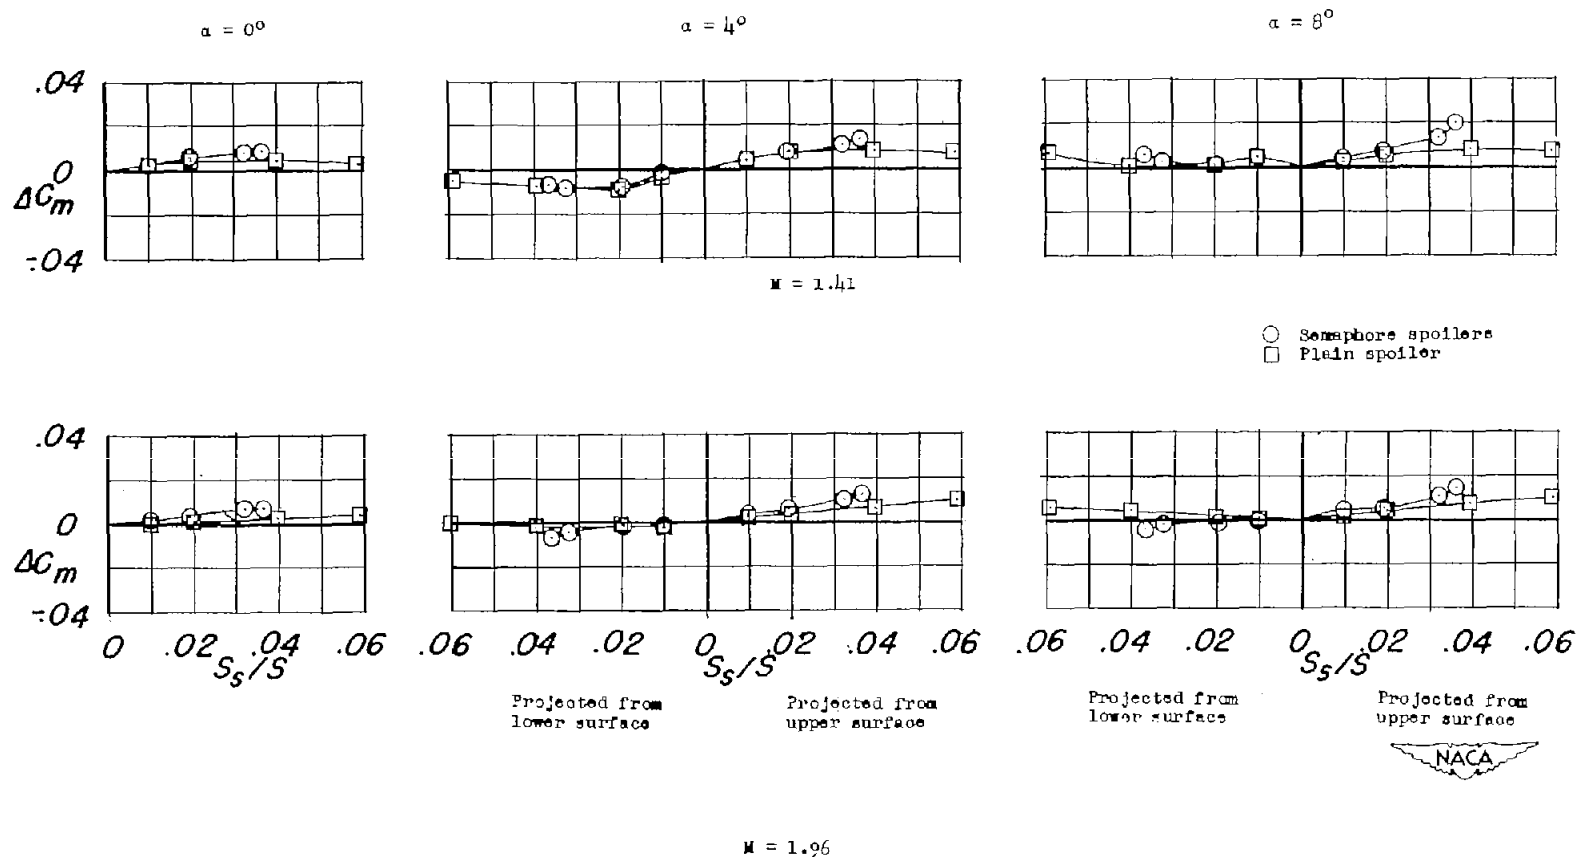 α = 0°
α = 4°
α = 8°
.04
0
ΔCm
-.04
M = 1.41
Semaphore spoilers
Plain spoiler
.04
0
ΔCm
-.04
0 .02 .04 .06
Ss/S
.06 .04 .02 0 .02 .04 .06
Ss/S
.06 .04 .02 0 .02 .04 .06
Ss/S
Projected from
lower surface
Projected from
upper surface
Projected from
lower surface
Projected from
upper surface
NACA
M = 1.96